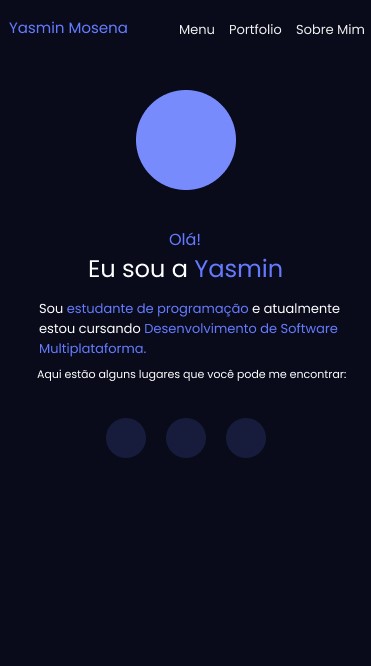 Yasmin Mosena
Menu Portfolio Sobre Mim
Olá!
Eu sou a Yasmin
Sou estudante de programação e atualmente
estou cursando Desenvolvimento de Software
Multiplataforma.
Aqui estão alguns lugares que você pode me encontrar: